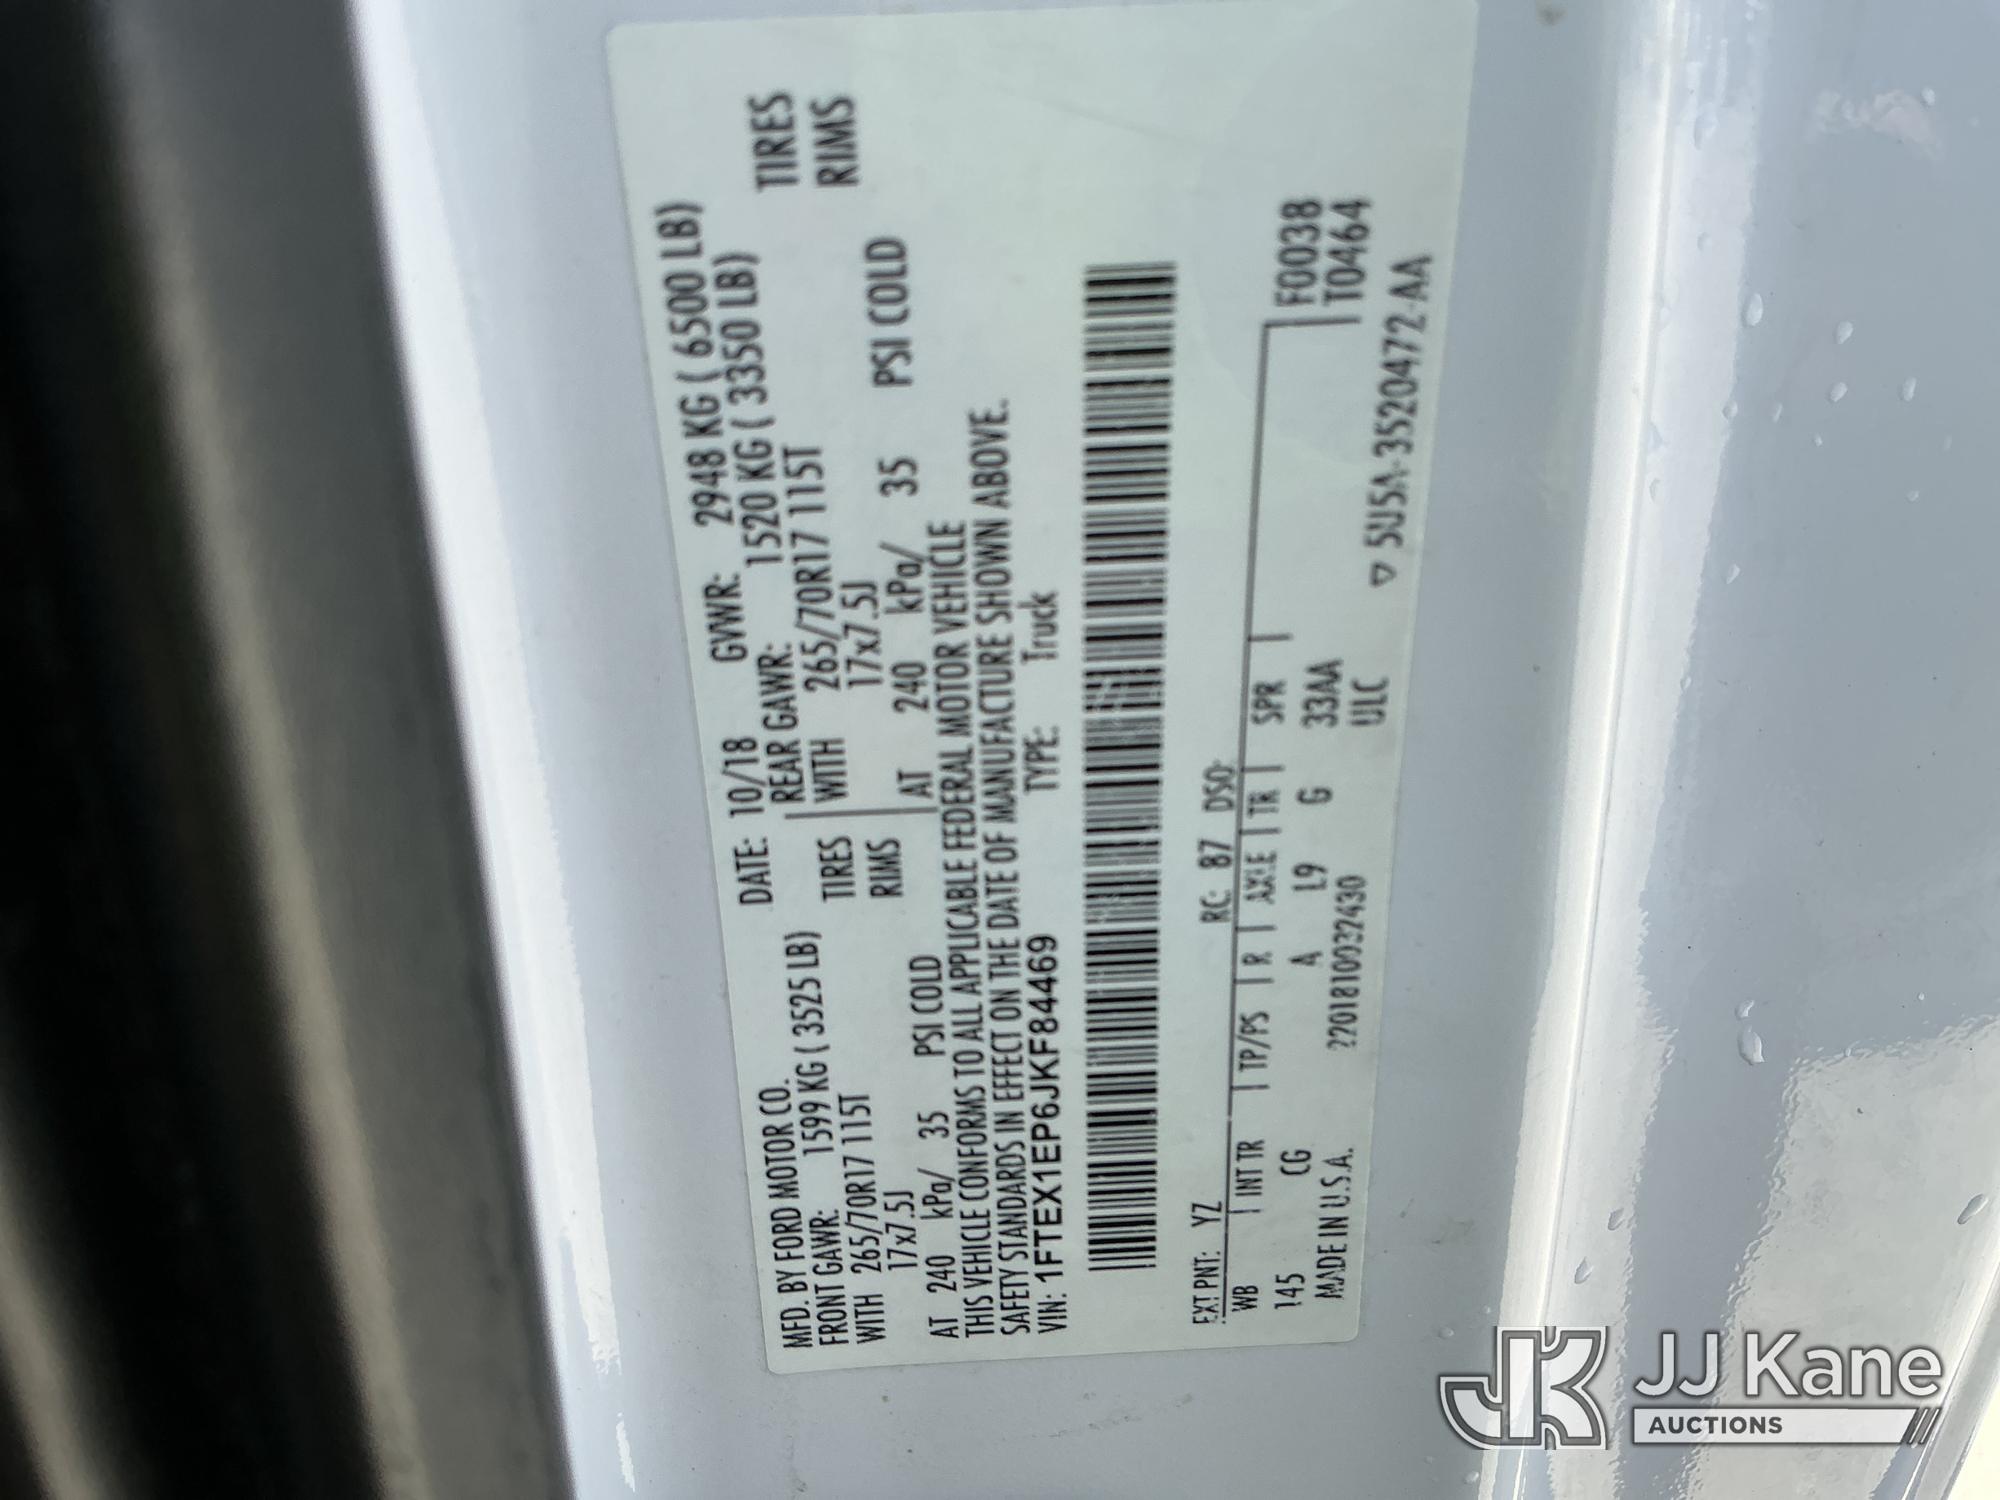 MFD. BY FORD MOTOR CO. DATE: 10/18 GVWR: 2948 KG ( 6500 LB)
FRONT GAWR: 1599 KG ( 3525 LB) REAR GAWR: 1520 KG ( 3350 LB)
WITH 265/70R17 115T TIRES WITH 265/70R17 115T TIRES
17x7.5J RIMS 17x7.5J RIMS
AT 240 kPa/ 35 PSI COLD AT 240 kPa/ 35 PSI COLD
THIS VEHICLE CONFORMS TO ALL APPLICABLE FEDERAL MOTOR VEHICLE
SAFETY STANDARDS IN EFFECT ON THE DATE OF MANUFACTURE SHOWN ABOVE.
VIN: 1FTEX1EP6JKF84469 TYPE: Truck
EXT PNT: YZ RC: 87 DSO:
WB INT TR TP/PS R AXLE TR SPR F0038
145 CG A L9 G 33AA T0464
MADE IN U.S.A. 2201810032430 ULC
▽ 5U5A-3520472-AA
JK JJ Kane
AUCTIONS